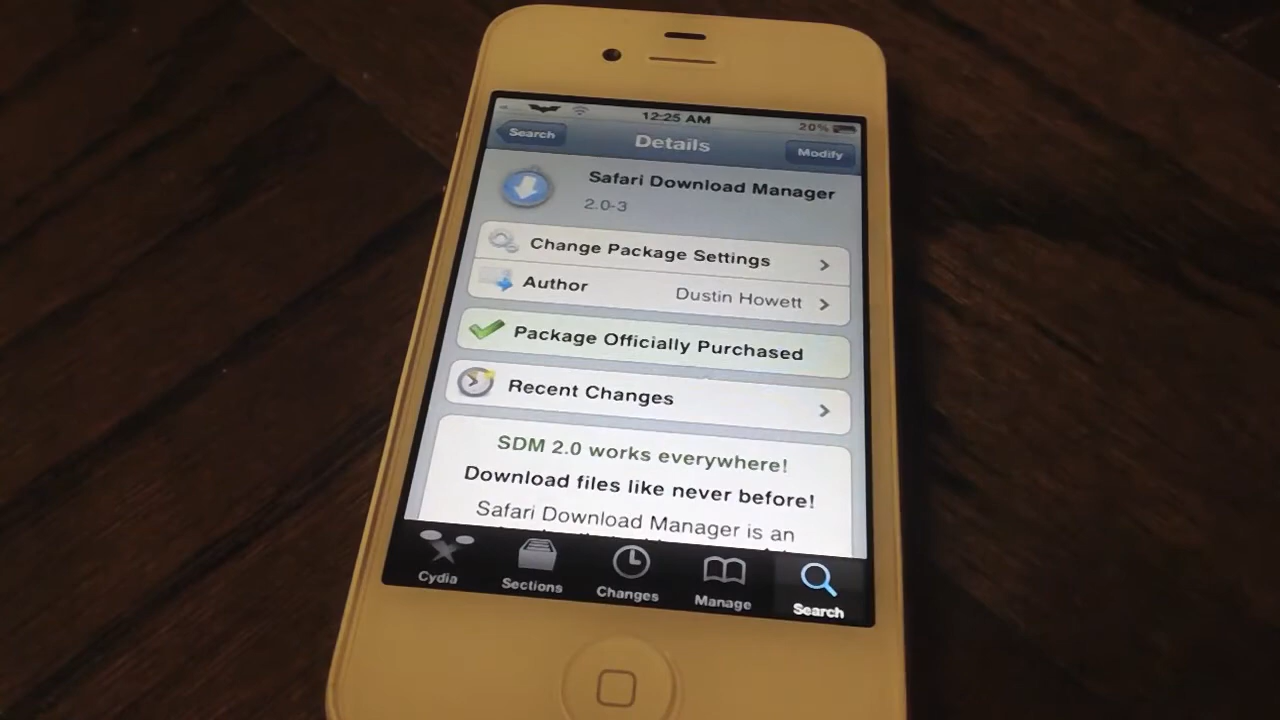 12:25 AM
20%
Search
Details
Modify
Safari Download Manager
2.0-3
Change Package Settings
Author
Dustin Howett
Package Officially Purchased
Recent Changes
SDM 2.0 works everywhere!
Download files like never before!
Safari Download Manager is an
Cydia
Sections
Changes
Manage
Search